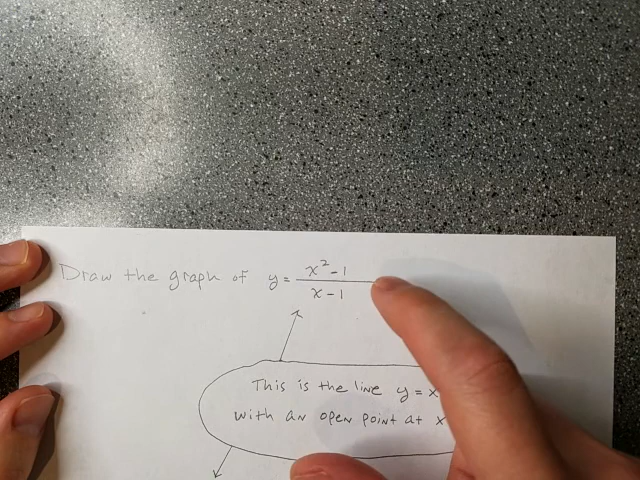 Draw the graph of y = x² - 1
x - 1
This is the line y = x
with an open point at x